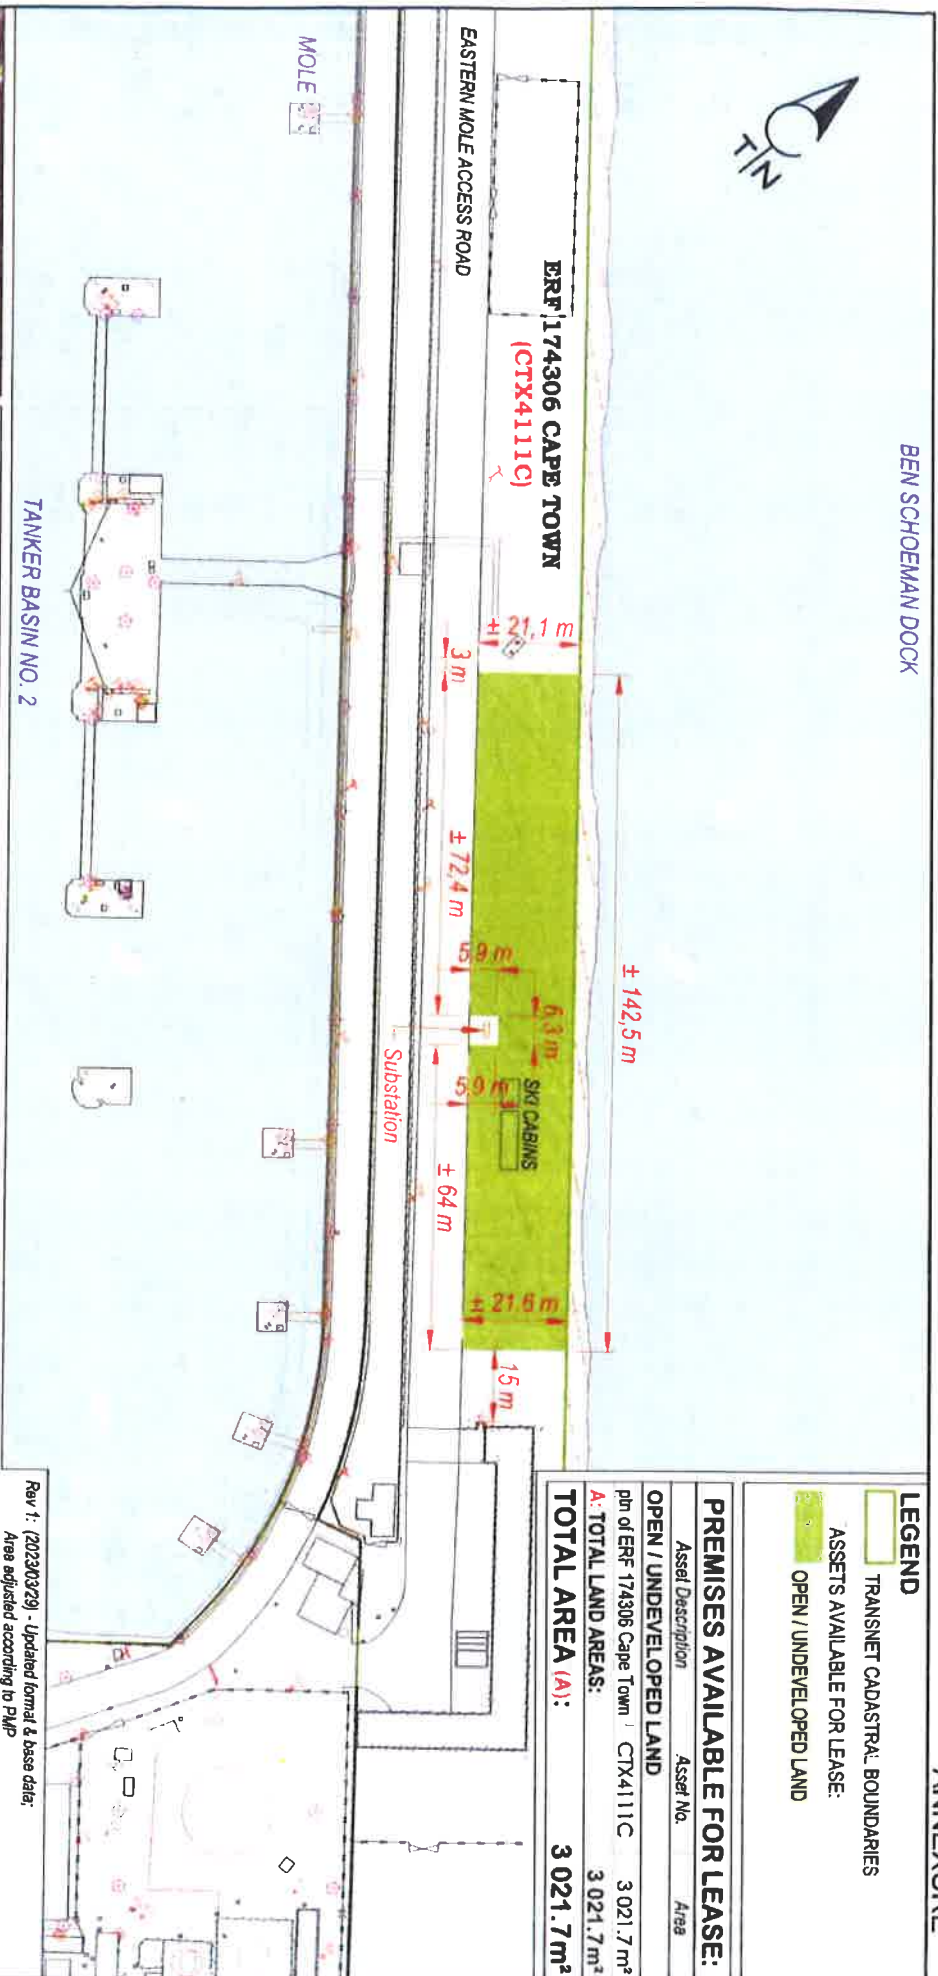 BEN SCHOEMAN DOCK
T/N
ERF 174306 CAPE TOWN
(CTX4111C)
EASTERN MOLE ACCESS ROAD
MOLE
TANKER BASIN NO. 2
± 142,5 m
± 21,1 m
3 m
± 72,4 m
5,9 m
6,3 m
5,9 m
SKI CABINS
Substation
± 64 m
± 21.6 m
15 m
LEGEND
TRANSNET CADASTRAL BOUNDARIES
ASSETS AVAILABLE FOR LEASE:
OPEN / UNDEVELOPED LAND
PREMISES AVAILABLE FOR LEASE:
Asset Description Asset No. Area
OPEN / UNDEVELOPED LAND
ptn of ERF 174306 Cape Town CTX4111C 3 021.7 m²
A: TOTAL LAND AREAS: 3 021.7m²
TOTAL AREA (A): 3 021.7m²
Rev 1: (2023/03/29) - Updated format & base data;
Area adjusted according to PMP